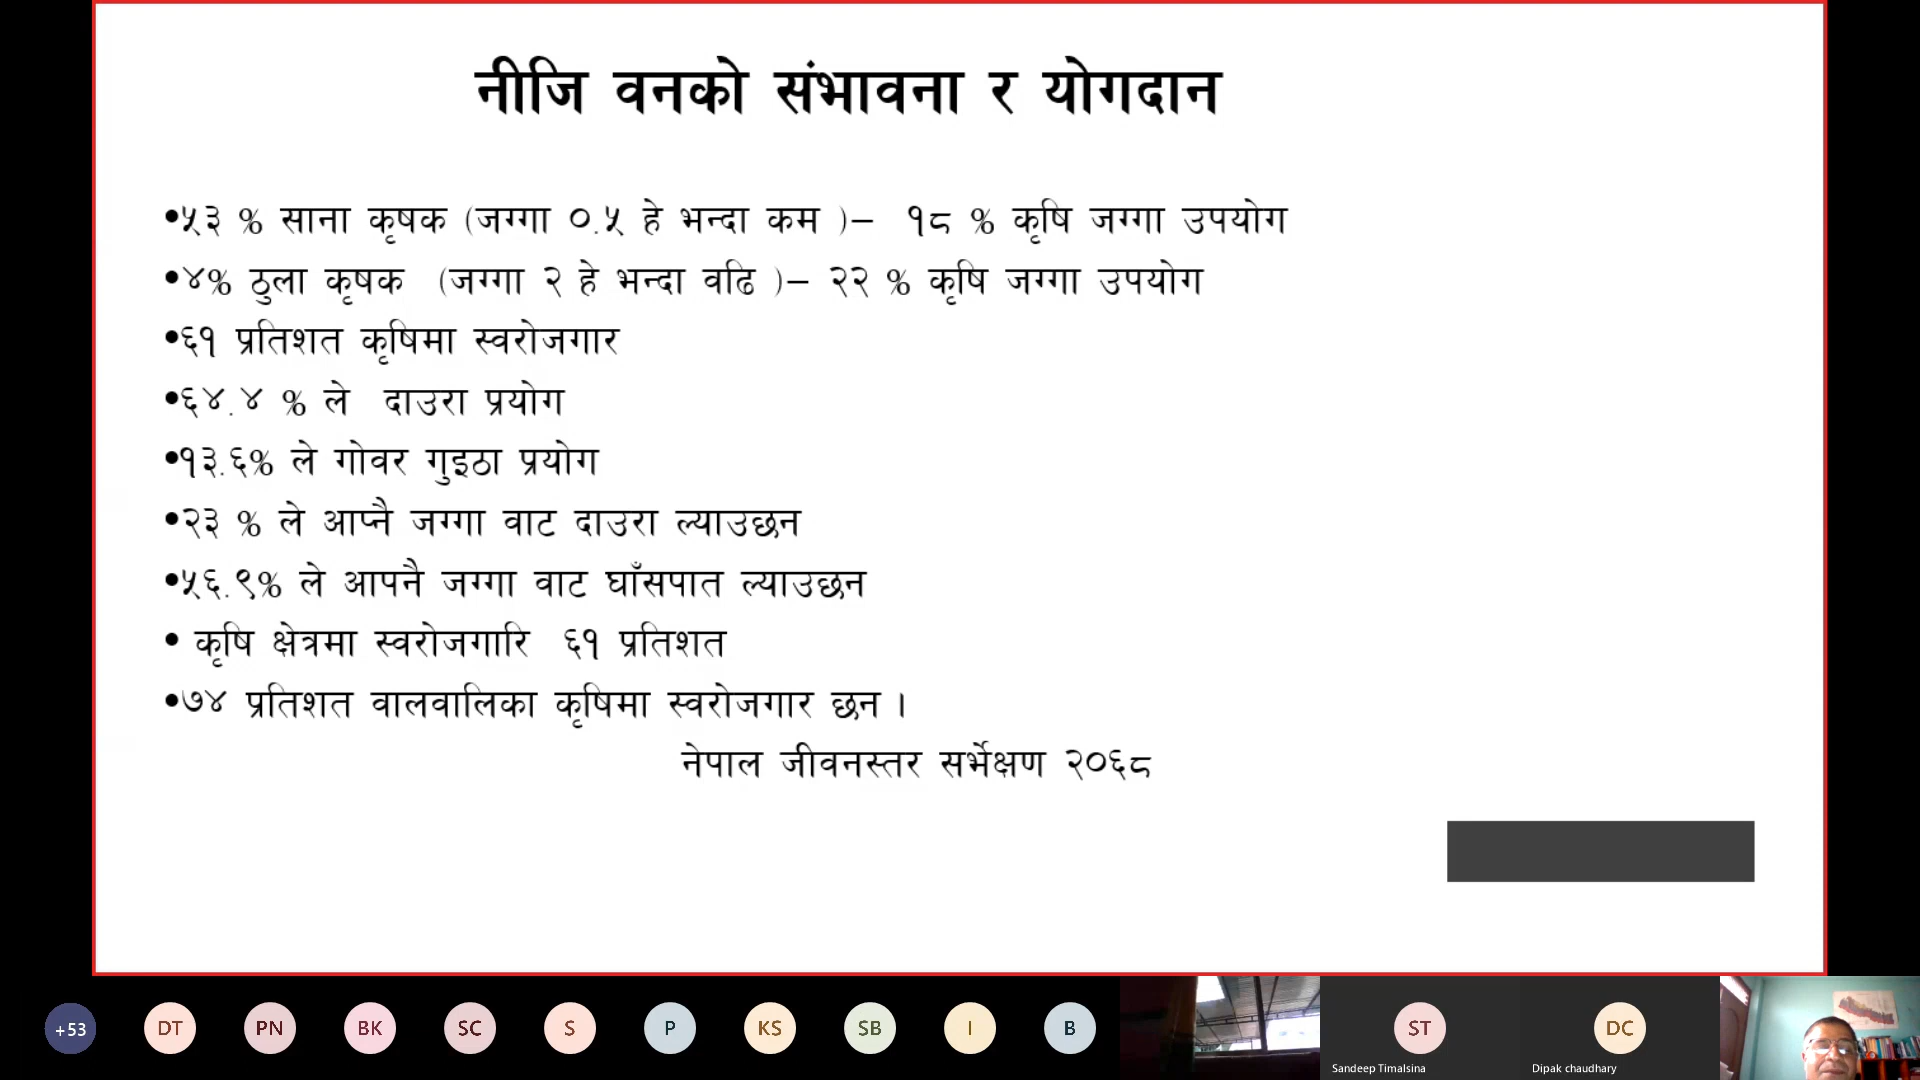 नीजि वनको संभावना र योगदान
•५३ % साना कृषक (जग्गा ०.५ हे भन्दा कम )– १८ % कृषि जग्गा उपयोग
•४% ठुला कृषक (जग्गा २ हे भन्दा वढि )– २२ % कृषि जग्गा उपयोग
•६१ प्रतिशत कृषिमा स्वरोजगार
•६४.४ % ले दाउरा प्रयोग
•१३.६% ले गोवर गुइठा प्रयोग
•२३ % ले आप्नै जग्गा वाट दाउरा ल्याउछन
•५६.९% ले आपनै जग्गा वाट घाँसपात ल्याउछन
• कृषि क्षेत्रमा स्वरोजगारि ६१ प्रतिशत
•७४ प्रतिशत वालवालिका कृषिमा स्वरोजगार छन ।
नेपाल जीवनस्तर सर्भेक्षण २०६८
+53 DT PN BK SC S P KS SB I B ST DC
Sandeep Timalsina Dipak chaudhary